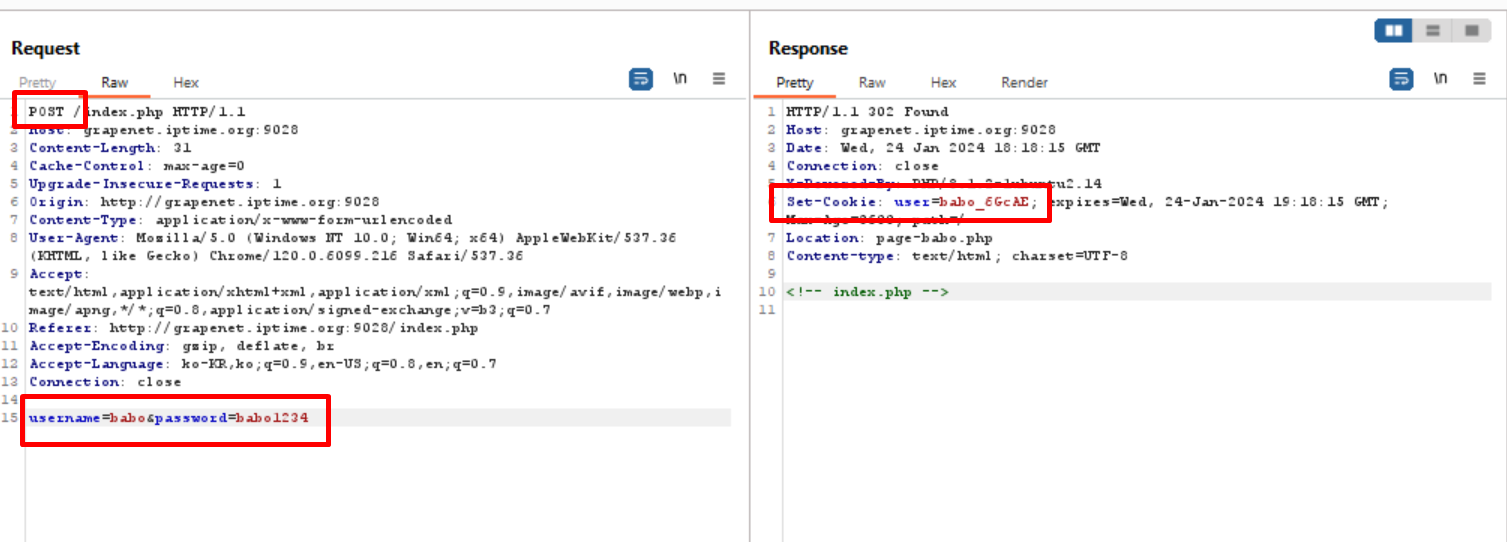 Request
Pretty Raw Hex \n
1 POST /index.php HTTP/1.1
2 Host: grapenet.iptime.org:9028
3 Content-Length: 31
4 Cache-Control: max-age=0
5 Upgrade-Insecure-Requests: 1
6 Origin: http://grapenet.iptime.org:9028
7 Content-Type: application/x-www-form-urlencoded
8 User-Agent: Mozilla/5.0 (Windows NT 10.0; Win64; x64) AppleWebKit/537.36
(KHTML, like Gecko) Chrome/120.0.6099.216 Safari/537.36
9 Accept:
text/html,application/xhtml+xml,application/xml;q=0.9,image/avif,image/webp,i
mage/apng,*/*;q=0.8,application/signed-exchange;v=b3;q=0.7
10 Referer: http://grapenet.iptime.org:9028/index.php
11 Accept-Encoding: gzip, deflate, br
12 Accept-Language: ko-KR,ko;q=0.9,en-US;q=0.8,en;q=0.7
13 Connection: close
14
15 username=babo&password=babo1234
Response
Pretty Raw Hex Render \n
1 HTTP/1.1 302 Found
2 Host: grapenet.iptime.org:9028
3 Date: Wed, 24 Jan 2024 18:18:15 GMT
4 Connection: close
5 X-Powered-By: PHP/8.1.2-1ubuntu2.14
6 Set-Cookie: user=babo_6GcAE; expires=Wed, 24-Jan-2024 19:18:15 GMT;
Max-Age=3600; path=/
7 Location: page-babo.php
8 Content-type: text/html; charset=UTF-8
9
10 <!-- index.php -->
11